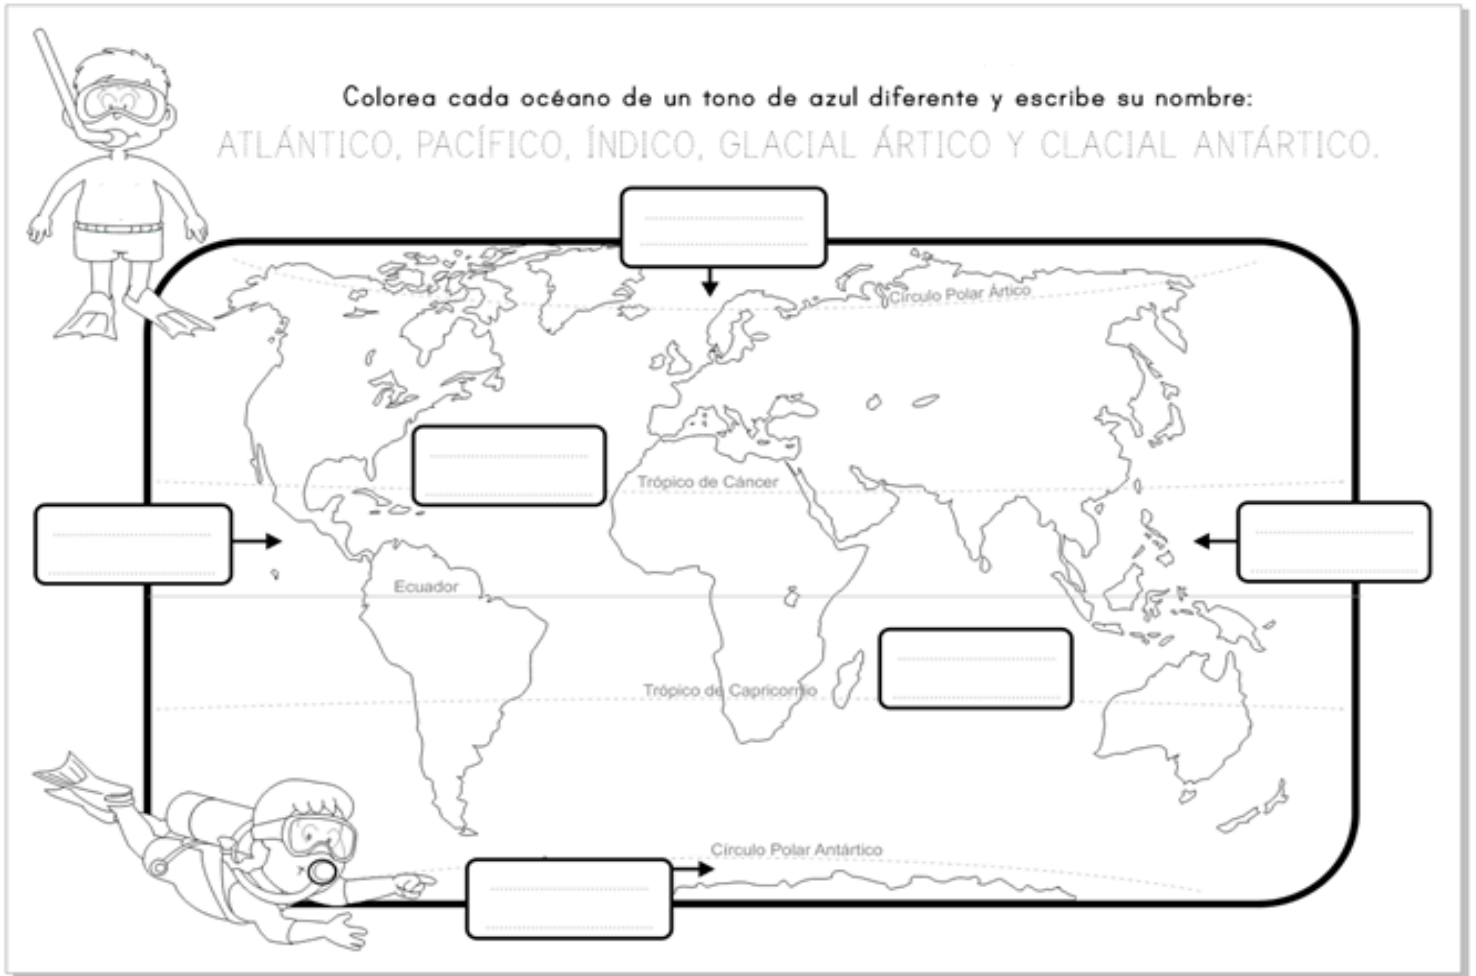 Colorea cada océano de un tono de azul diferente y escribe su nombre:
ATLÁNTICO, PACÍFICO, ÍNDICO, GLACIAL ÁRTICO Y CLACIAL ANTÁRTICO.
Círculo Polar Ártico
Trópico de Cáncer
Ecuador
Trópico de Capricornio
Círculo Polar Antártico